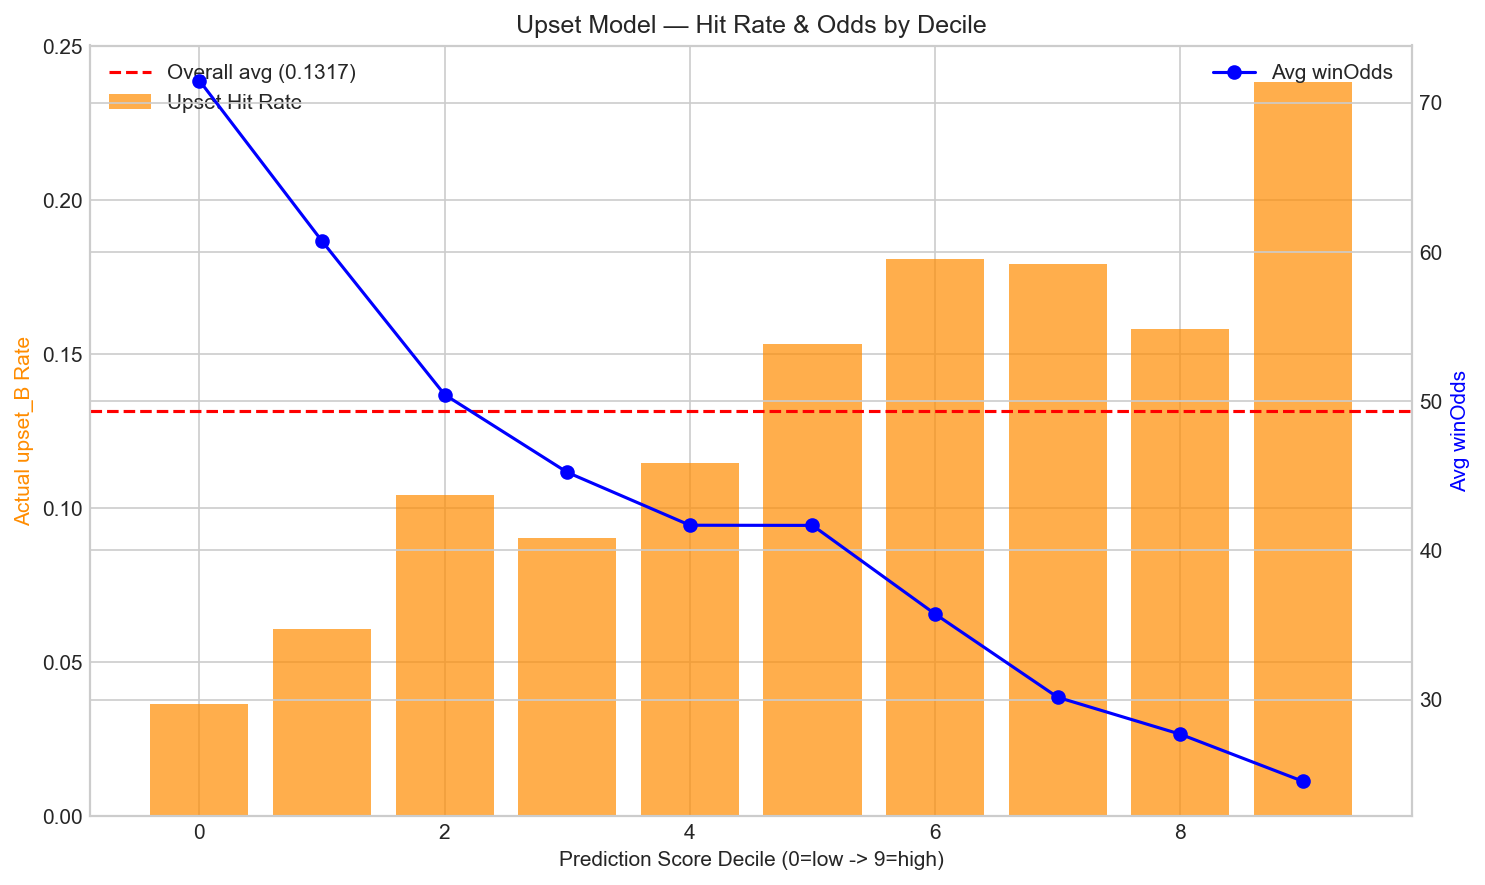 Upset Model — Hit Rate & Odds by Decile
Overall avg (0.1317)
Upset Hit Rate
Avg winOdds
0.25
0.20
0.15
0.10
0.05
0.00
Actual upset_B Rate
70
60
50
40
30
Avg winOdds
0 2 4 6 8
Prediction Score Decile (0=low -> 9=high)